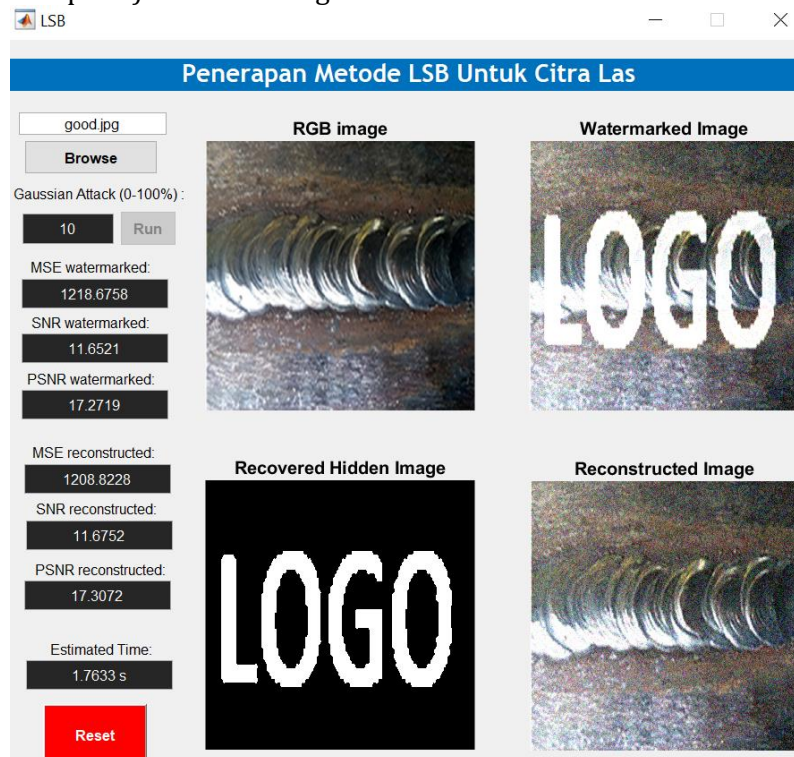 LSB
Penerapan Metode LSB Untuk Citra Las
good.jpg
Browse
Gaussian Attack (0-100%) :
10 Run
MSE watermarked:
1218.6758
SNR watermarked:
11.6521
PSNR watermarked:
17.2719
MSE reconstructed:
1208.8228
SNR reconstructed:
11.6752
PSNR reconstructed:
17.3072
Estimated Time:
1.7633 s
Reset
RGB image
Watermarked Image
LOGO
Recovered Hidden Image
LOGO
Reconstructed Image